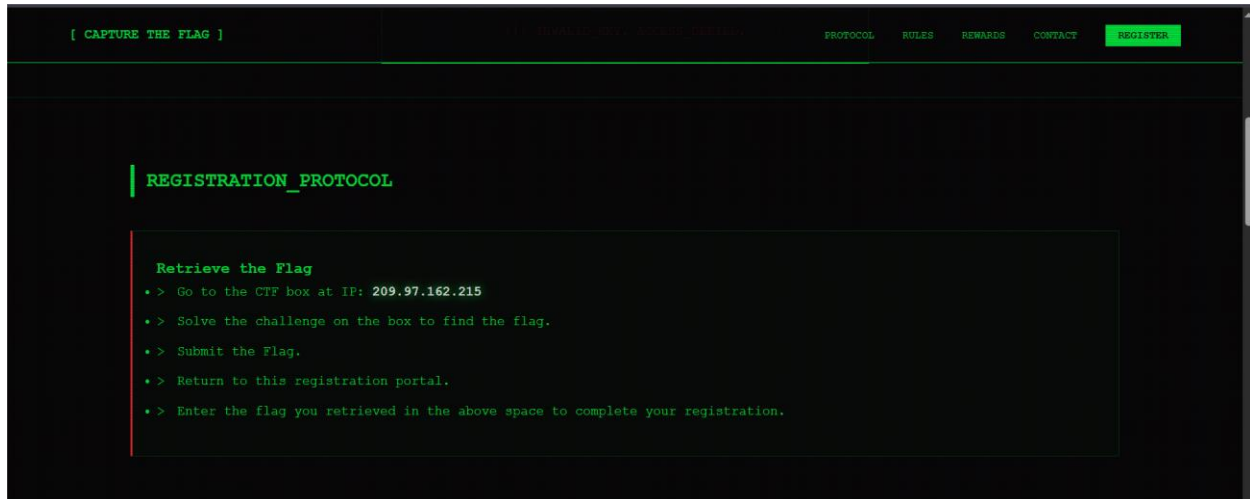 [ CAPTURE THE FLAG ]
PROTOCOL RULES REWARDS CONTACT REGISTER
REGISTRATION_PROTOCOL
Retrieve the Flag
• > Go to the CTF box at IP: 209.97.162.215
• > Solve the challenge on the box to find the flag.
• > Submit the Flag.
• > Return to this registration portal.
• > Enter the flag you retrieved in the above space to complete your registration.